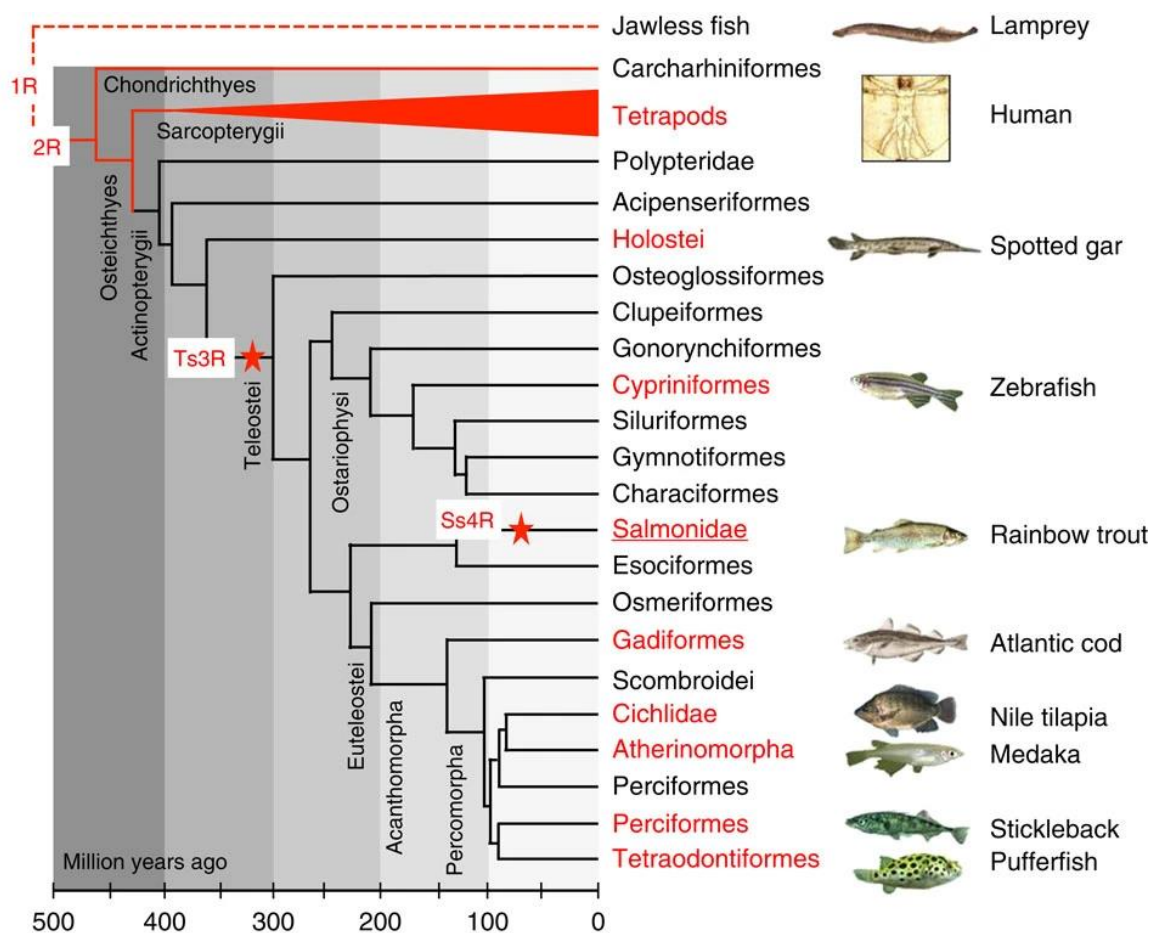 Jawless fish
Lamprey
1R
Carcharhiniformes
Chondrichthyes
Tetrapods
Human
Sarcopterygii
2R
Polypteridae
Osteichthyes
Actinopterygii
Acipenseriformes
Holostei
Spotted gar
Osteoglossiformes
Clupeiformes
Ts3R
Gonorynchiformes
Teleostei
Ostariophysi
Cypriniformes
Zebrafish
Siluriformes
Gymnotiformes
Characiformes
Ss4R
Salmonidae
Rainbow trout
Esociformes
Osmeriformes
Gadiformes
Atlantic cod
Euteleostei
Acanthomorpha
Percomorpha
Scombroidei
Cichlidae
Nile tilapia
Atherinomorpha
Medaka
Perciformes
Perciformes
Stickleback
Tetraodontiformes
Pufferfish
Million years ago
500 400 300 200 100 0